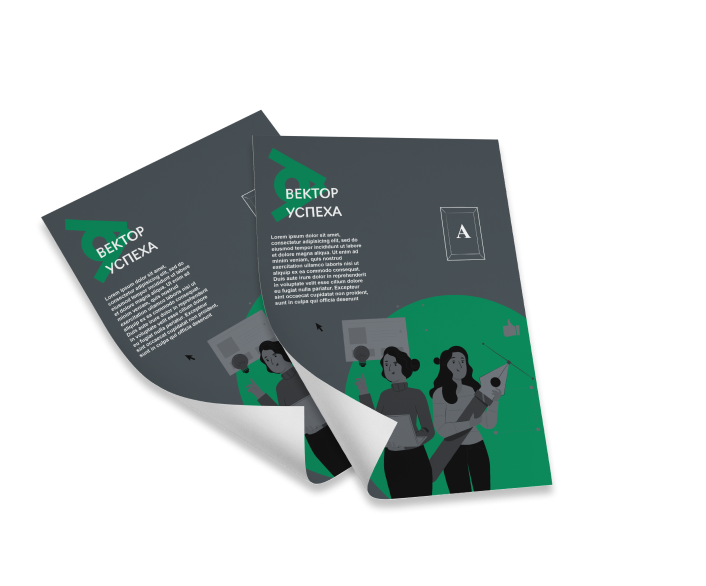 ВЕКТОР
УСПЕХА
Lorem ipsum dolor sit amet,
consectetur adipisicing elit, sed do
eiusmod tempor incididunt ut labore
et dolore magna aliqua. Ut enim ad
minim veniam, quis nostrud
exercitation ullamco laboris nisi ut
aliquip ex ea commodo consequat.
Duis aute irure dolor in reprehenderit
in voluptate velit esse cillum dolore
eu fugiat nulla pariatur. Excepteur
sint occaecat cupidatat non proident,
sunt in culpa qui officia deserunt
ВЕКТОР
УСПЕХА
A
Lorem ipsum dolor sit amet,
consectetur adipisicing elit, sed do
eiusmod tempor incididunt ut labore
et dolore magna aliqua. Ut enim ad
minim veniam, quis nostrud
exercitation ullamco laboris nisi ut
aliquip ex ea commodo consequat.
Duis aute irure dolor in reprehenderit
in voluptate velit esse cillum dolore
eu fugiat nulla pariatur. Excepteur
sint occaecat cupidatat non proident,
sunt in culpa qui officia deserunt